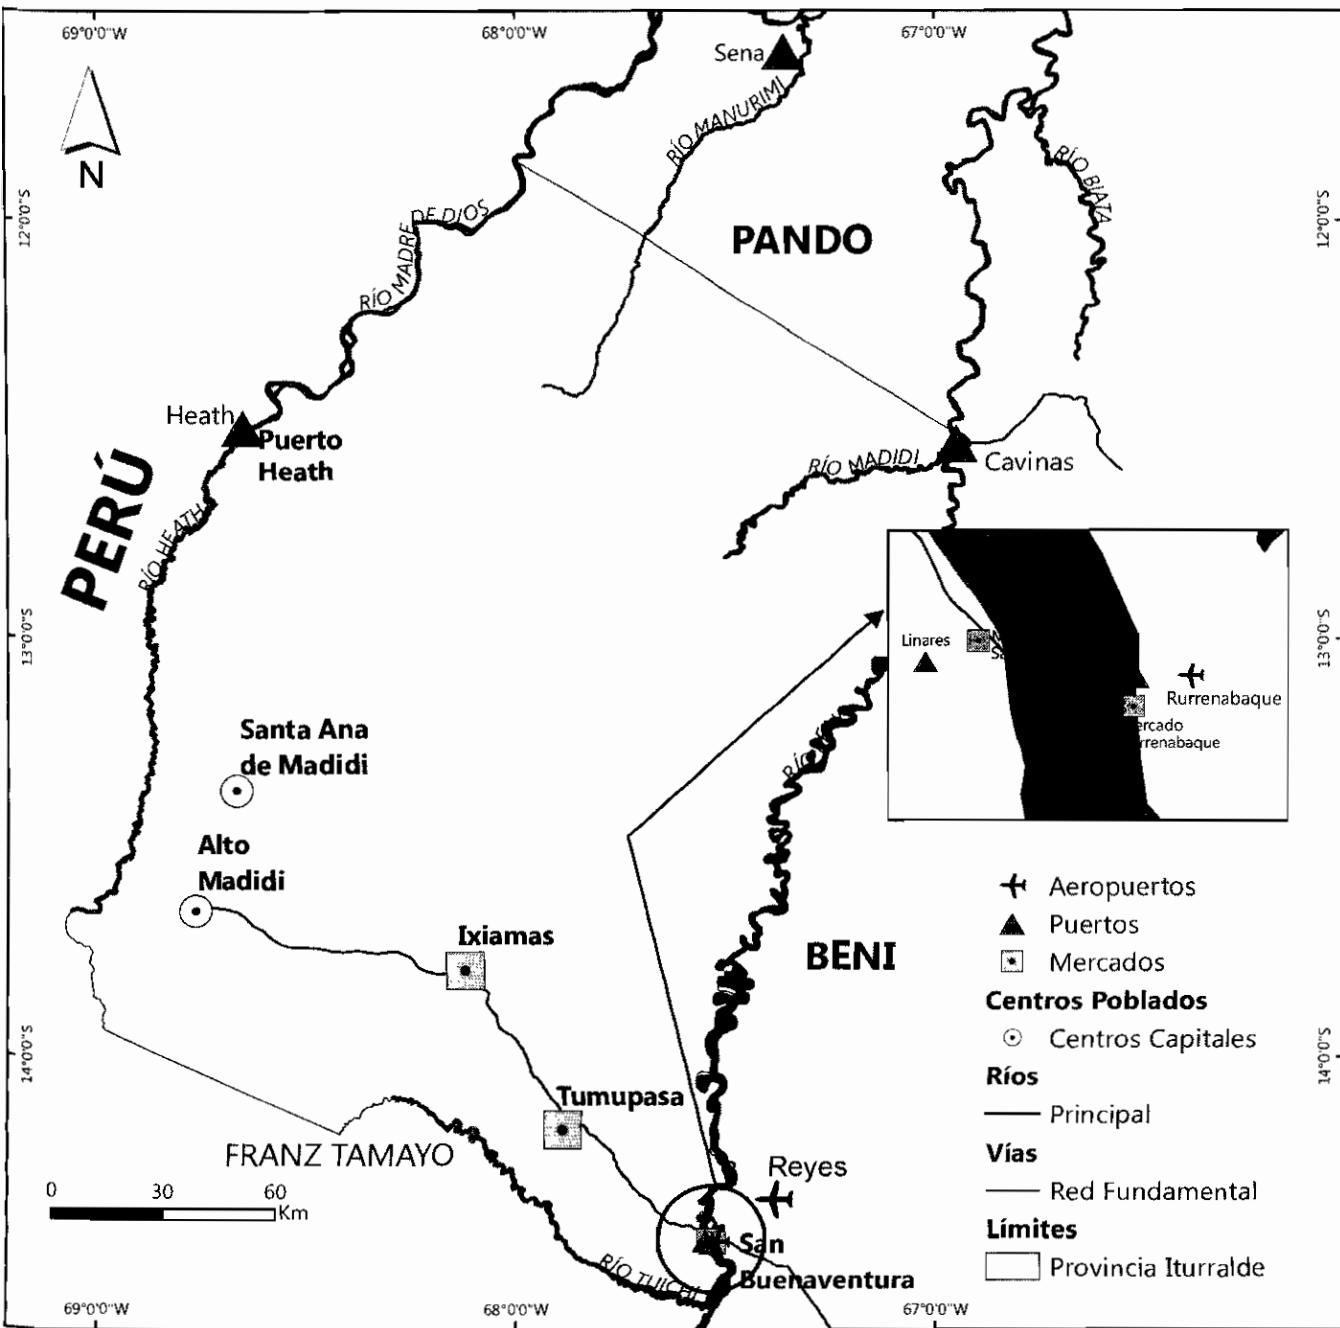 69°0'0"W
68°0'0"W
67°0'0"W
Sena
RÍO MANURIMI
N
RÍO BIATA
12°0'0"S
12°0'0"S
RÍO MADRE DE DIOS
PANDO
Heath
Puerto
Heath
RÍO MADIDI
Cavinas
PERÚ
RÍO HEATH
13°0'0"S
13°0'0"S
Linares
Rurrenabaque
ercado
rrenabaque
Santa Ana
de Madidi
RÍO
Alto
Madidi
Ixiamas
BENI
Aeropuertos
Puertos
Mercados
Centros Poblados
Centros Capitales
Ríos
Principal
Vías
Red Fundamental
Límites
Provincia Iturralde
14°0'0"S
14°0'0"S
Tumupasa
FRANZ TAMAYO
Reyes
0 30 60
Km
San
Buenaventura
RÍO TUICHI
69°0'0"W
68°0'0"W
67°0'0"W